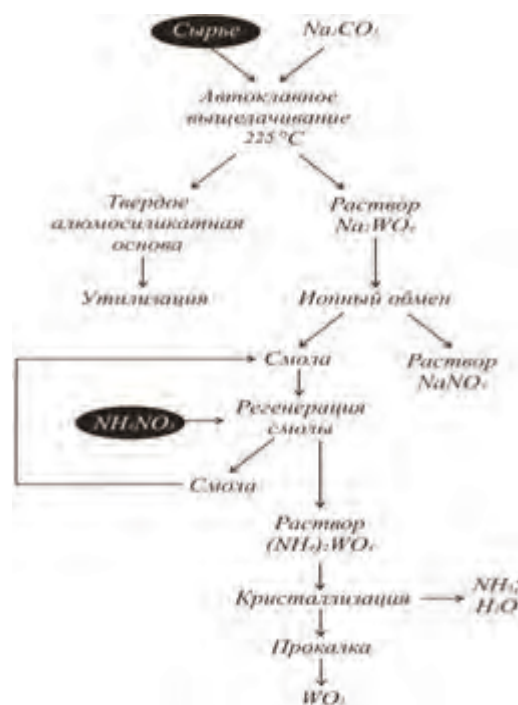 Сырье
Na₂CO₃
Автоклавное
выщелачивание
225 °C
Твердое
алюмосиликатная
основа
Раствор
Na₂WO₄
Утилизация
Ионный обмен
Смола
Раствор
NaNO₃
NH₄NO₃
Регенерация
смолы
Смола
Раствор
(NH₄)₂WO₄
Кристаллизация
NH₃;
H₂O
Прокалка
WO₃